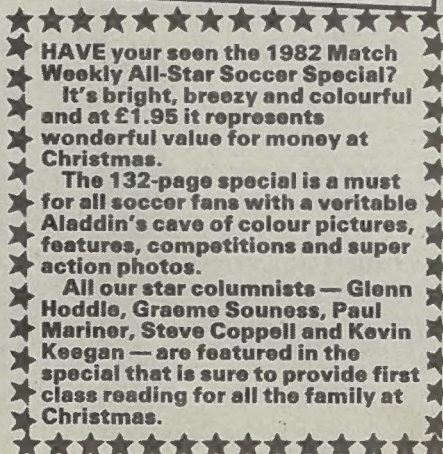 HAVE your seen the 1982 Match
Weekly All-Star Soccer Special?
It's bright, breezy and colourful
and at £1.95 it represents
wonderful value for money at
Christmas.
The 132-page special is a must
for all soccer fans with a veritable
Aladdin's cave of colour pictures,
features, competitions and super
action photos.
All our star columnists — Glenn
Hoddle, Graeme Souness, Paul
Mariner, Steve Coppell and Kevin
Keegan — are featured in the
special that is sure to provide first
class reading for all the family at
Christmas.